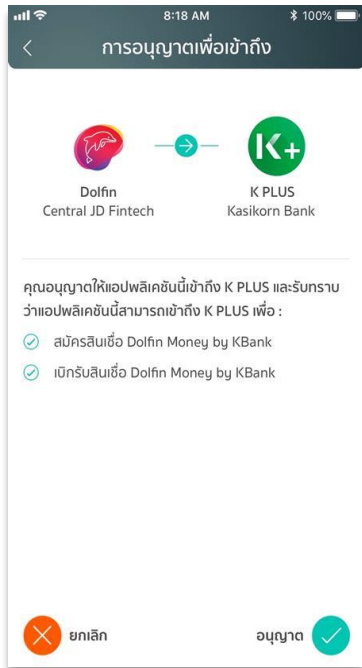 8:18 AM
100%
การอนุญาตเพื่อเข้าถึง
K+
Dolfin
K PLUS
Central JD Fintech
Kasikorn Bank
คุณอนุญาตให้แอปพลิเคชันนี้เข้าถึง K PLUS และรับทราบ
ว่าแอปพลิเคชันนี้สามารถเข้าถึง K PLUS เพื่อ :
สมัครสินเชื่อ Dolfin Money by KBank
เบิกรับสินเชื่อ Dolfin Money by KBank
ยกเลิก
อนุญาต